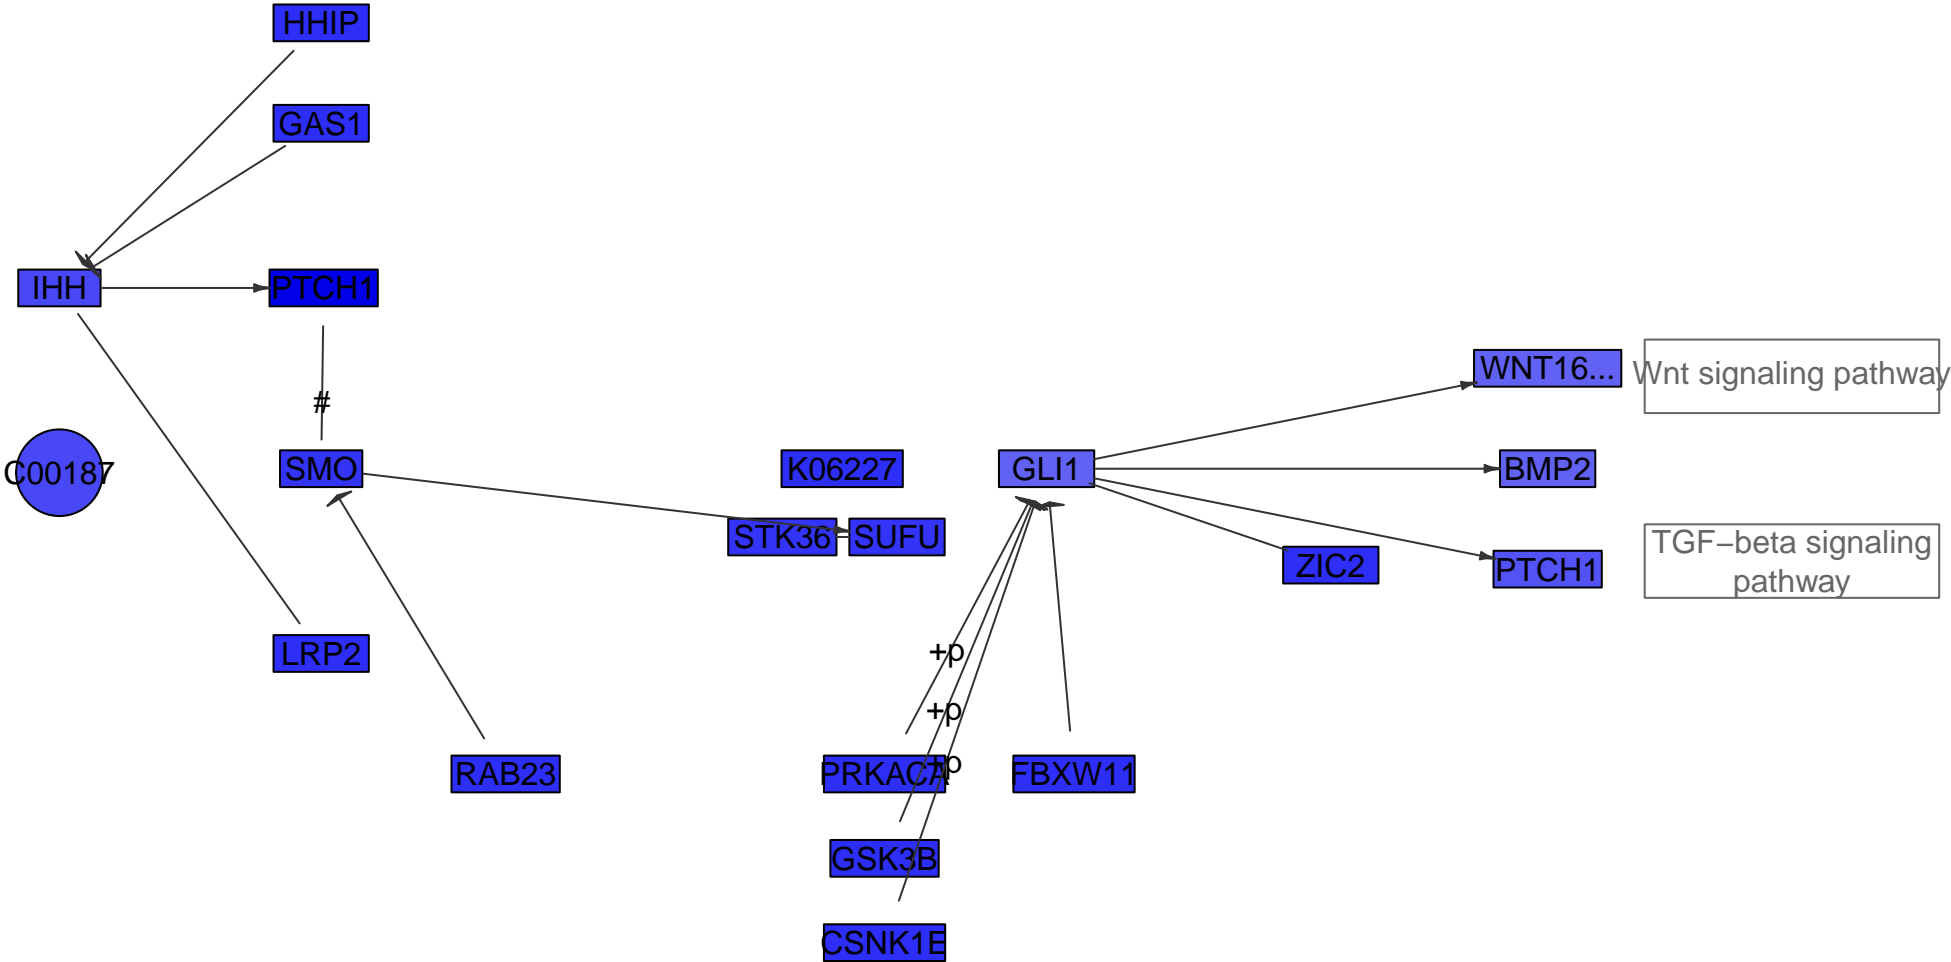 HHIP
GAS1
IHH
PTCH1
WNT16...
Wnt signaling pathway
#
C00187
SMO
K06227
GLI1
BMP2
STK36
SUFU
ZIC2
PTCH1
TGF−beta signaling
pathway
LRP2
+p
+p
+p
RAB23
PRKACA
FBXW11
GSK3B
CSNK1E